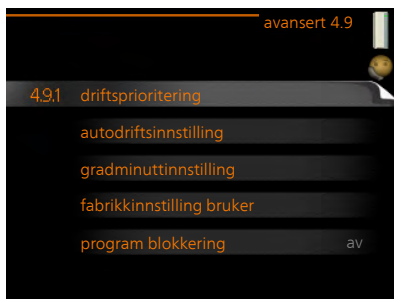 avansert 4.9
4.9.1 driftsprioritering
autodriftsinnstilling
gradminuttinnstilling
fabrikkinnstilling bruker
program blokkering av